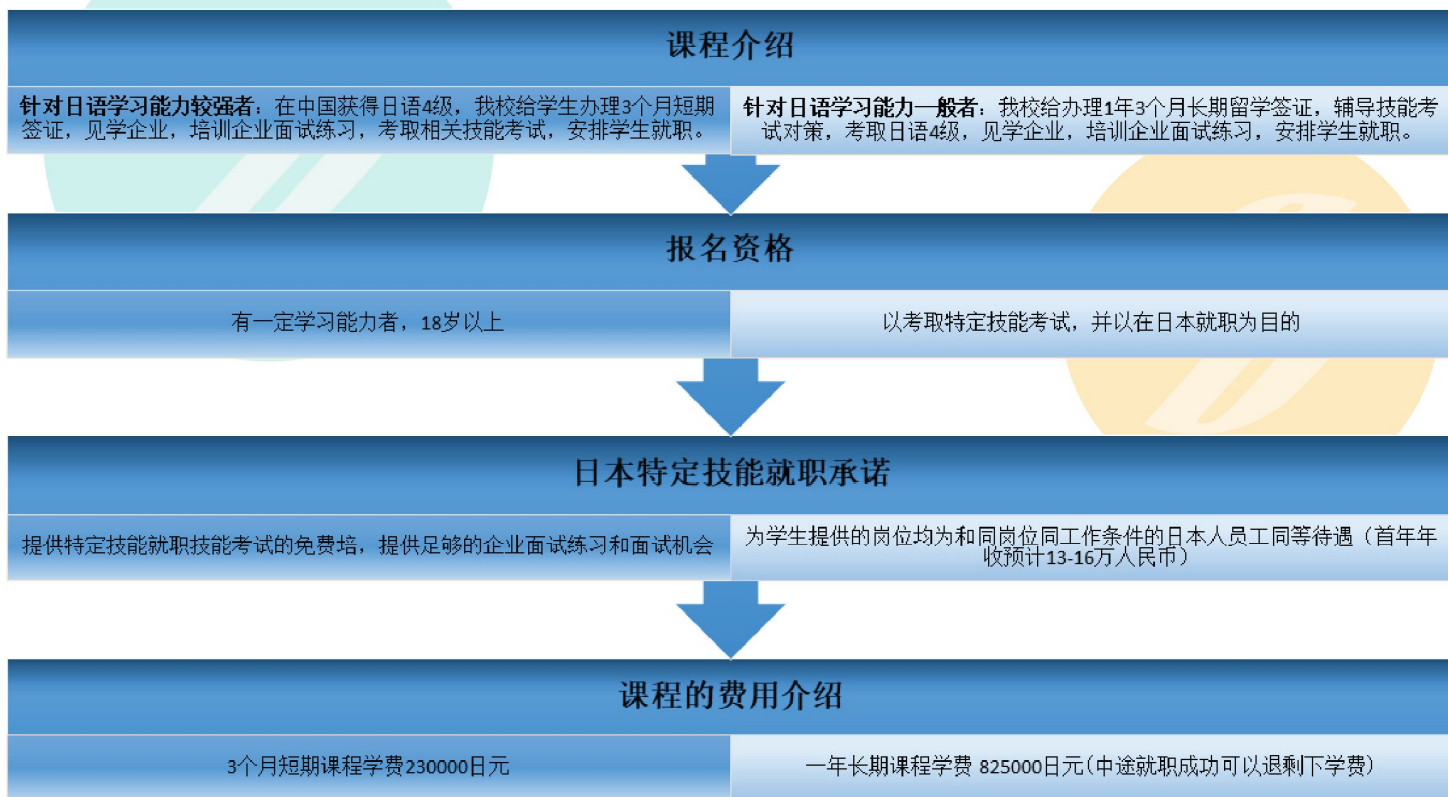 课程介绍
针对日语学习能力较强者：在中国获得日语4级，我校给学生办理3个月短期
签证，见学企业，培训企业面试练习，考取相关技能考试，安排学生就职。
针对日语学习能力一般者：我校给办理1年3个月长期留学签证，辅导技能考
试对策，考取日语4级，见学企业，培训企业面试练习，安排学生就职。
报名资格
有一定学习能力者，18岁以上
以考取特定技能考试，并以在日本就职为目的
日本特定技能就职承诺
提供特定技能就职技能考试的免费培，提供足够的企业面试练习和面试机会
为学生提供的岗位均为和同岗位同工作条件的日本人员工同等待遇（首年年
收预计13-16万人民币）
课程的费用介绍
3个月短期课程学费230000日元
一年长期课程学费 825000日元(中途就职成功可以退剩下学费)